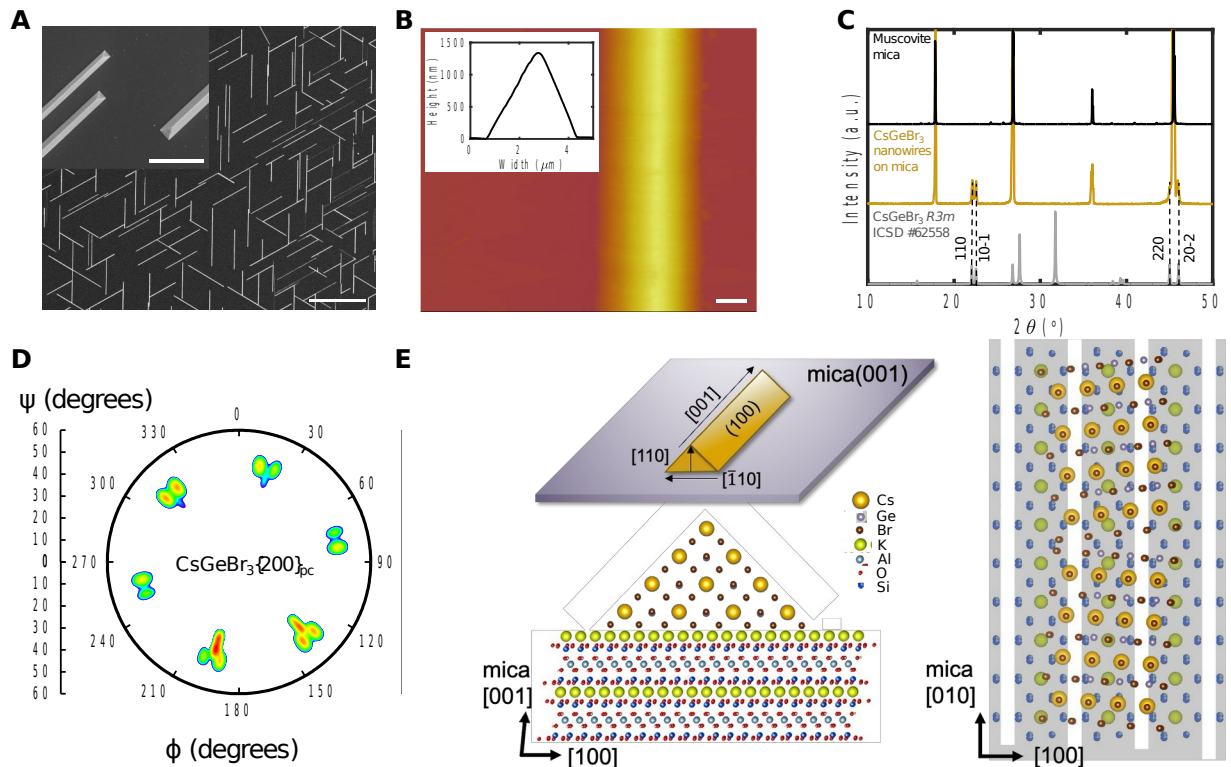 A
B
1500
1000
500
0
Height (nm)
0 2 4
Width (μm)
C
Muscovite
mica
CsGeBr3
nanowires
on mica
CsGeBr3 R3m
ICSD #62558
110
10-1
220
20-2
Intensity (a.u.)
10 20 30 40 50
2 θ (°)
D
ψ (degrees)
60
50
40
30
20
10
0
10
20
30
40
50
60
0
30
60
90
120
150
180
210
240
270
300
330
CsGeBr3{200}pc
ϕ (degrees)
E
mica(001)
[001]
(100)
[110]
[1̄10]
Cs
Ge
Br
K
Al
O
Si
mica
[001]
[100]
mica
[010]
[100]